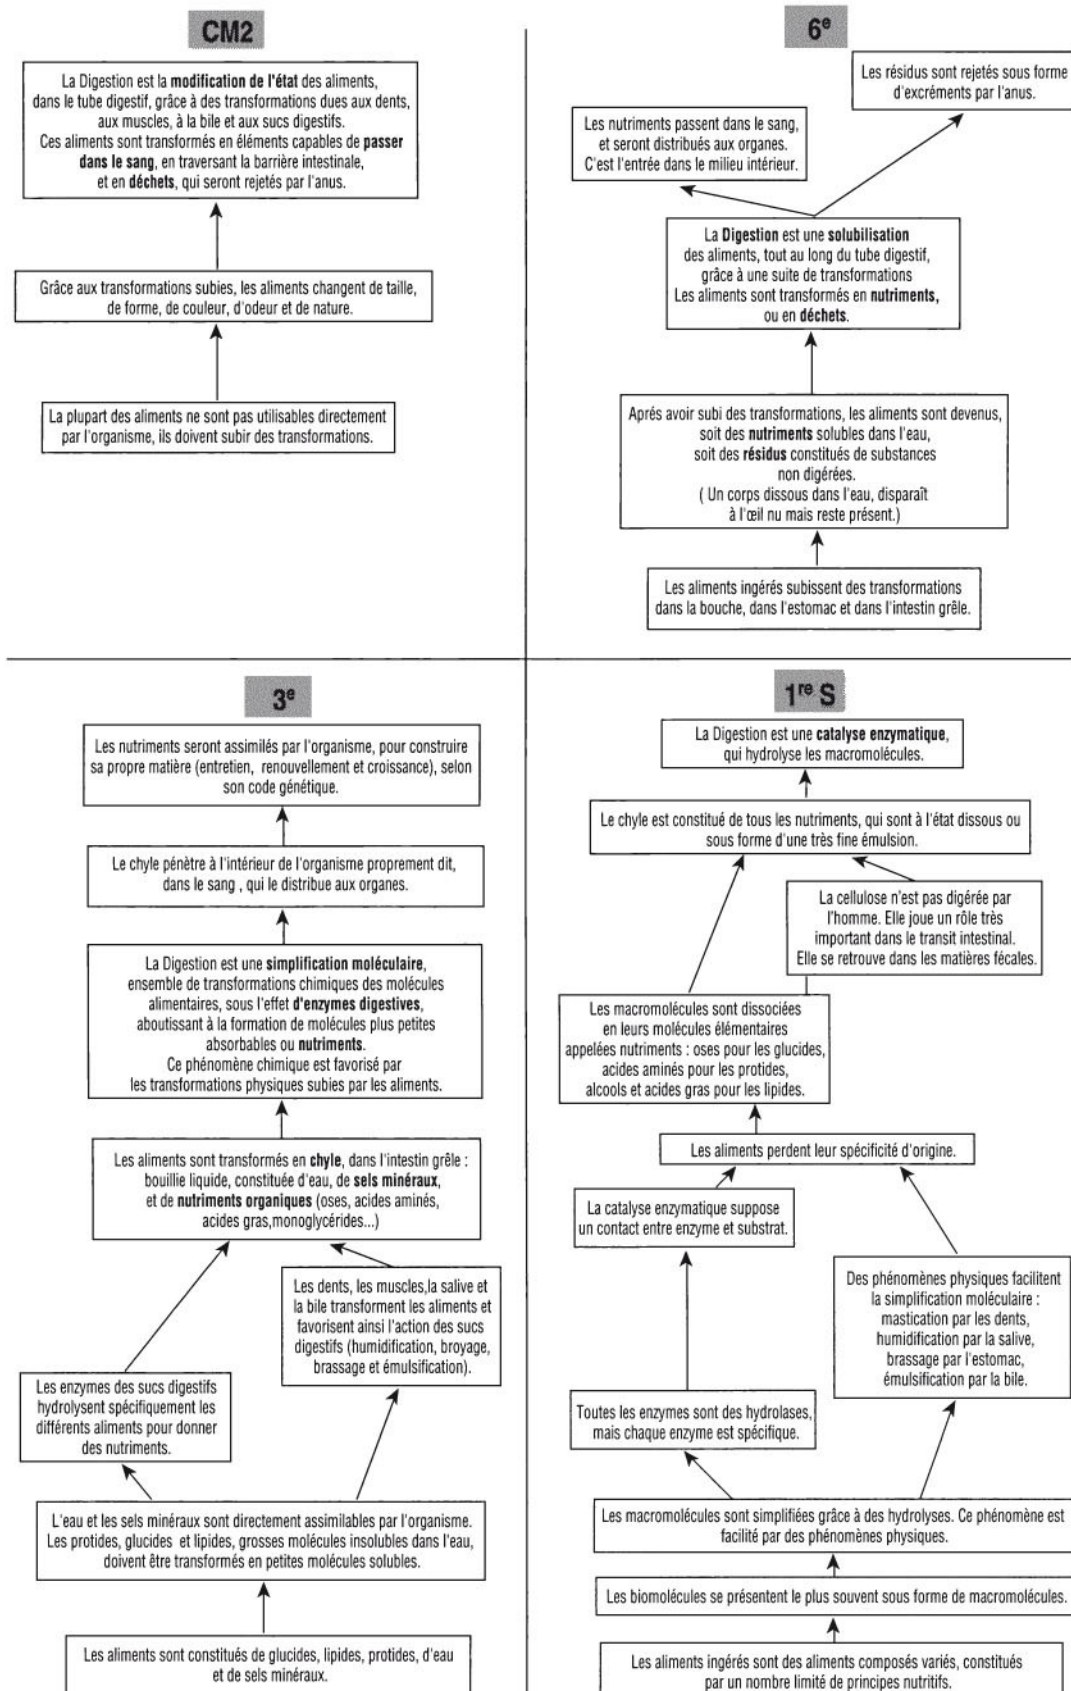 CM2
La Digestion est la modification de l'état des aliments,
dans le tube digestif, grâce à des transformations dues aux dents,
aux muscles, à la bile et aux sucs digestifs.
Ces aliments sont transformés en éléments capables de passer
dans le sang, en traversant la barrière intestinale,
et en déchets, qui seront rejetés par l'anus.
Grâce aux transformations subies, les aliments changent de taille,
de forme, de couleur, d'odeur et de nature.
La plupart des aliments ne sont pas utilisables directement
par l'organisme, ils doivent subir des transformations.
6e
Les résidus sont rejetés sous forme
d'excréments par l'anus.
Les nutriments passent dans le sang,
et seront distribués aux organes.
C'est l'entrée dans le milieu intérieur.
La Digestion est une solubilisation
des aliments, tout au long du tube digestif,
grâce à une suite de transformations
Les aliments sont transformés en nutriments,
ou en déchets.
Aprés avoir subi des transformations, les aliments sont devenus,
soit des nutriments solubles dans l'eau,
soit des résidus constitués de substances
non digérées.
( Un corps dissous dans l'eau, disparaît
à l'œil nu mais reste présent.)
Les aliments ingérés subissent des transformations
dans la bouche, dans l'estomac et dans l'intestin grêle.
3e
Les nutriments seront assimilés par l'organisme, pour construire
sa propre matière (entretien, renouvellement et croissance), selon
son code génétique.
Le chyle pénètre à l'intérieur de l'organisme proprement dit,
dans le sang , qui le distribue aux organes.
La Digestion est une simplification moléculaire,
ensemble de transformations chimiques des molécules
alimentaires, sous l'effet d'enzymes digestives,
aboutissant à la formation de molécules plus petites
absorbables ou nutriments.
Ce phénomène chimique est favorisé par
les transformations physiques subies par les aliments.
Les aliments sont transformés en chyle, dans l'intestin grêle :
bouillie liquide, constituée d'eau, de sels minéraux,
et de nutriments organiques (oses, acides aminés,
acides gras,monoglycérides...)
Les dents, les muscles,la salive et
la bile transforment les aliments et
favorisent ainsi l'action des sucs
digestifs (humidification, broyage,
brassage et émulsification).
Les enzymes des sucs digestifs
hydrolysent spécifiquement les
différents aliments pour donner
des nutriments.
L'eau et les sels minéraux sont directement assimilables par l'organisme.
Les protides, glucides et lipides, grosses molécules insolubles dans l'eau,
doivent être transformés en petites molécules solubles.
Les aliments sont constitués de glucides, lipides, protides, d'eau
et de sels minéraux.
1re S
La Digestion est une catalyse enzymatique,
qui hydrolyse les macromolécules.
Le chyle est constitué de tous les nutriments, qui sont à l'état dissous ou
sous forme d'une très fine émulsion.
La cellulose n'est pas digérée par
l'homme. Elle joue un rôle très
important dans le transit intestinal.
Elle se retrouve dans les matières fécales.
Les macromolécules sont dissociées
en leurs molécules élémentaires
appelées nutriments : oses pour les glucides,
acides aminés pour les protides,
alcools et acides gras pour les lipides.
Les aliments perdent leur spécificité d'origine.
La catalyse enzymatique suppose
un contact entre enzyme et substrat.
Des phénomènes physiques facilitent
la simplification moléculaire :
mastication par les dents,
humidification par la salive,
brassage par l'estomac,
émulsification par la bile.
Toutes les enzymes sont des hydrolases,
mais chaque enzyme est spécifique.
Les macromolécules sont simplifiées grâce à des hydrolyses. Ce phénomène est
facilité par des phénomènes physiques.
Les biomolécules se présentent le plus souvent sous forme de macromolécules.
Les aliments ingérés sont des aliments composés variés, constitués
par un nombre limité de principes nutritifs.